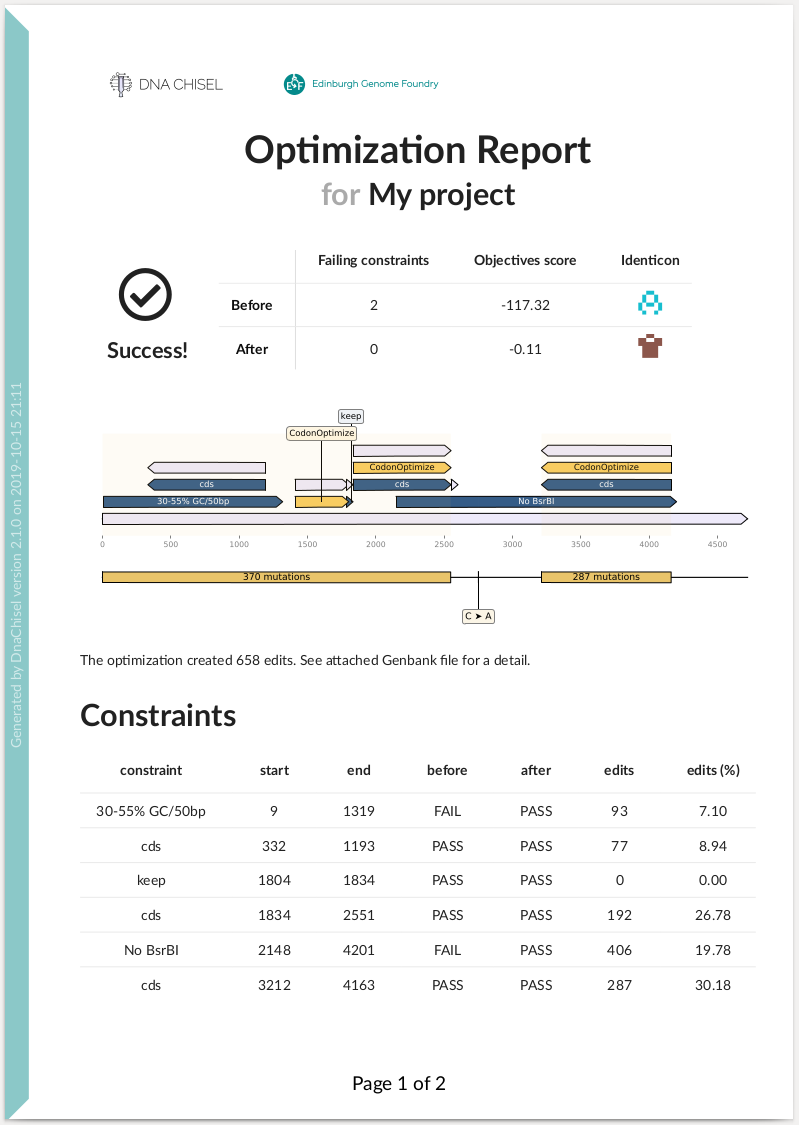 DNA CHISEL
Edinburgh Genome Foundry
Optimization Report
for My project
Failing constraints Objectives score Identicon
Before 2 -117.32
Success! After 0 -0.11
keep
CodonOptimize
CodonOptimize CodonOptimize
cds cds cds
30-55% GC/50bp No BsrBI
0 500 1000 1500 2000 2500 3000 3500 4000 4500
370 mutations 287 mutations
C ➤ A
The optimization created 658 edits. See attached Genbank file for a detail.
Constraints
constraint start end before after edits edits (%)
30-55% GC/50bp 9 1319 FAIL PASS 93 7.10
cds 332 1193 PASS PASS 77 8.94
keep 1804 1834 PASS PASS 0 0.00
cds 1834 2551 PASS PASS 192 26.78
No BsrBI 2148 4201 FAIL PASS 406 19.78
cds 3212 4163 PASS PASS 287 30.18
Page 1 of 2
Generated by DnaChisel version 2.1.0 on 2019-10-15 21:11